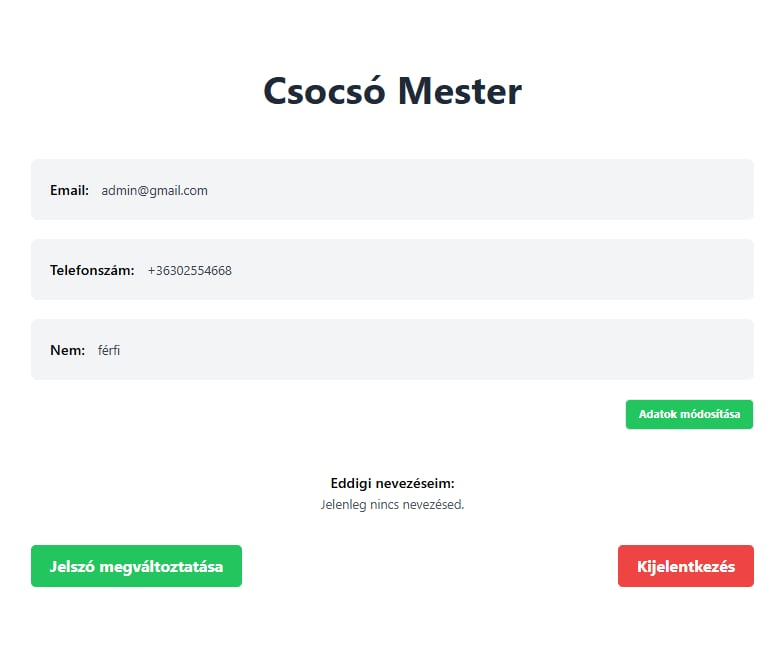 Csocsó Mester
Email: admin@gmail.com
Telefonszám: +36302554668
Nem: férfi
Adatok módosítása
Eddigi nevezéseim:
Jelenleg nincs nevezésed.
Jelszó megváltoztatása
Kijelentkezés